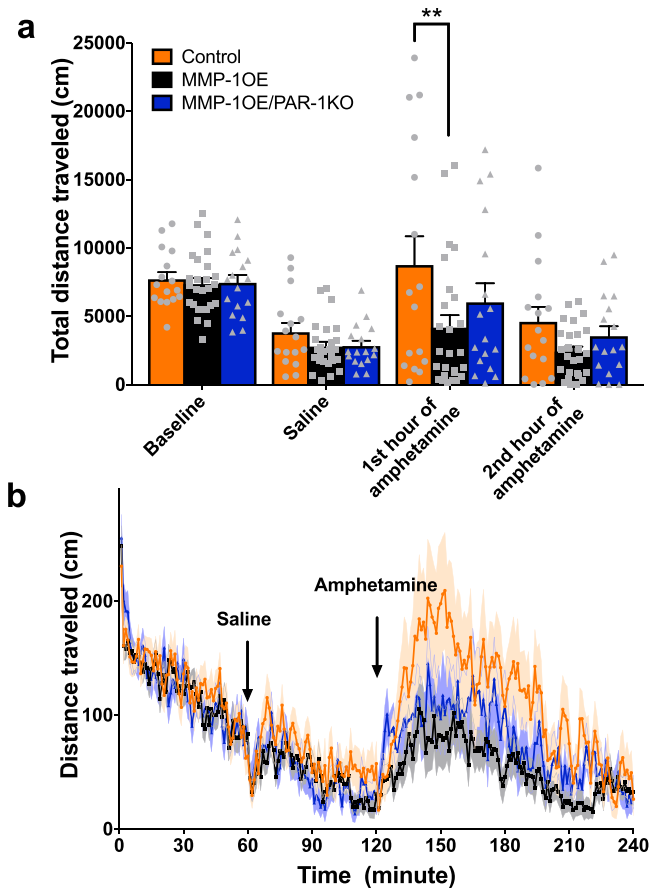 a
**
Total distance traveled (cm)
25000
20000
15000
10000
5000
0
Control
MMP-1OE
MMP-1OE/PAR-1KO
Baseline
Saline
1st hour of
amphetamine
2nd hour of
amphetamine
b
Distance traveled (cm)
200
100
0
Saline
Amphetamine
0 30 60 90 120 150 180 210 240
Time (minute)